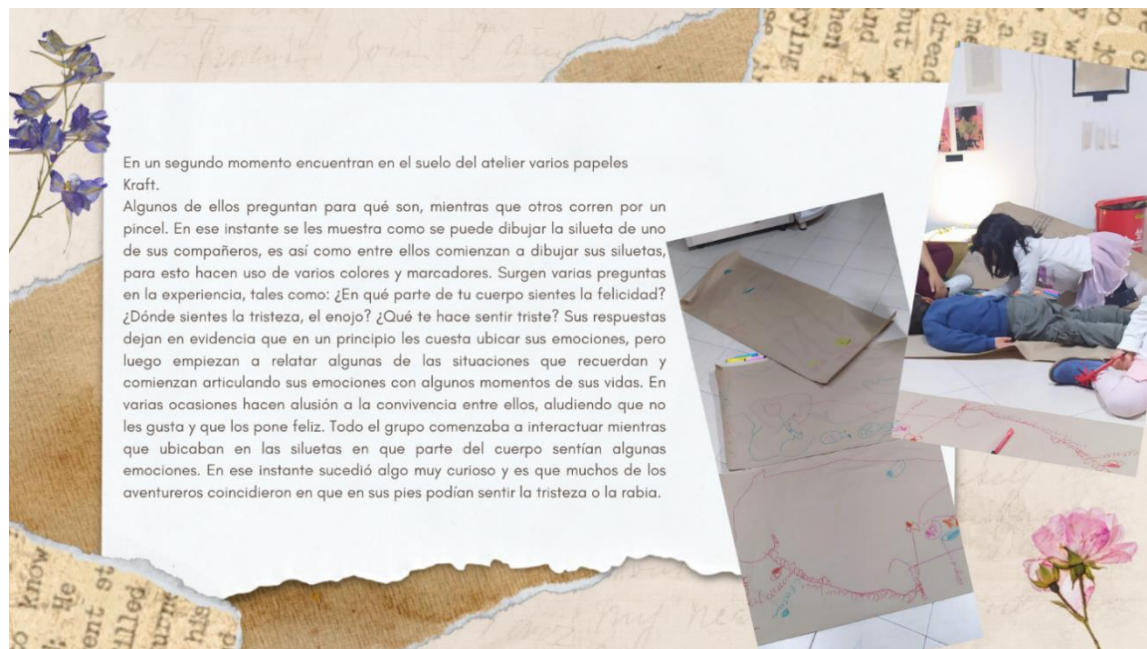 En un segundo momento encuentran en el suelo del atelier varios papeles
Kraft.
Algunos de ellos preguntan para qué son, mientras que otros corren por un
pincel. En ese instante se les muestra como se puede dibujar la silueta de uno
de sus compañeros, es así como entre ellos comienzan a dibujar sus siluetas,
para esto hacen uso de varios colores y marcadores. Surgen varias preguntas
en la experiencia, tales como: ¿En qué parte de tu cuerpo sientes la felicidad?
¿Dónde sientes la tristeza, el enojo? ¿Qué te hace sentir triste? Sus respuestas
dejan en evidencia que en un principio les cuesta ubicar sus emociones, pero
luego empiezan a relatar algunas de las situaciones que recuerdan y
comienzan articulando sus emociones con algunos momentos de sus vidas. En
varias ocasiones hacen alusión a la convivencia entre ellos, aludiendo que no
les gusta y que los pone feliz. Todo el grupo comenzaba a interactuar mientras
que ubicaban en las siluetas en que parte del cuerpo sentían algunas
emociones. En ese instante sucedió algo muy curioso y es que muchos de los
aventureros coincidieron en que en sus pies podían sentir la tristeza o la rabia.